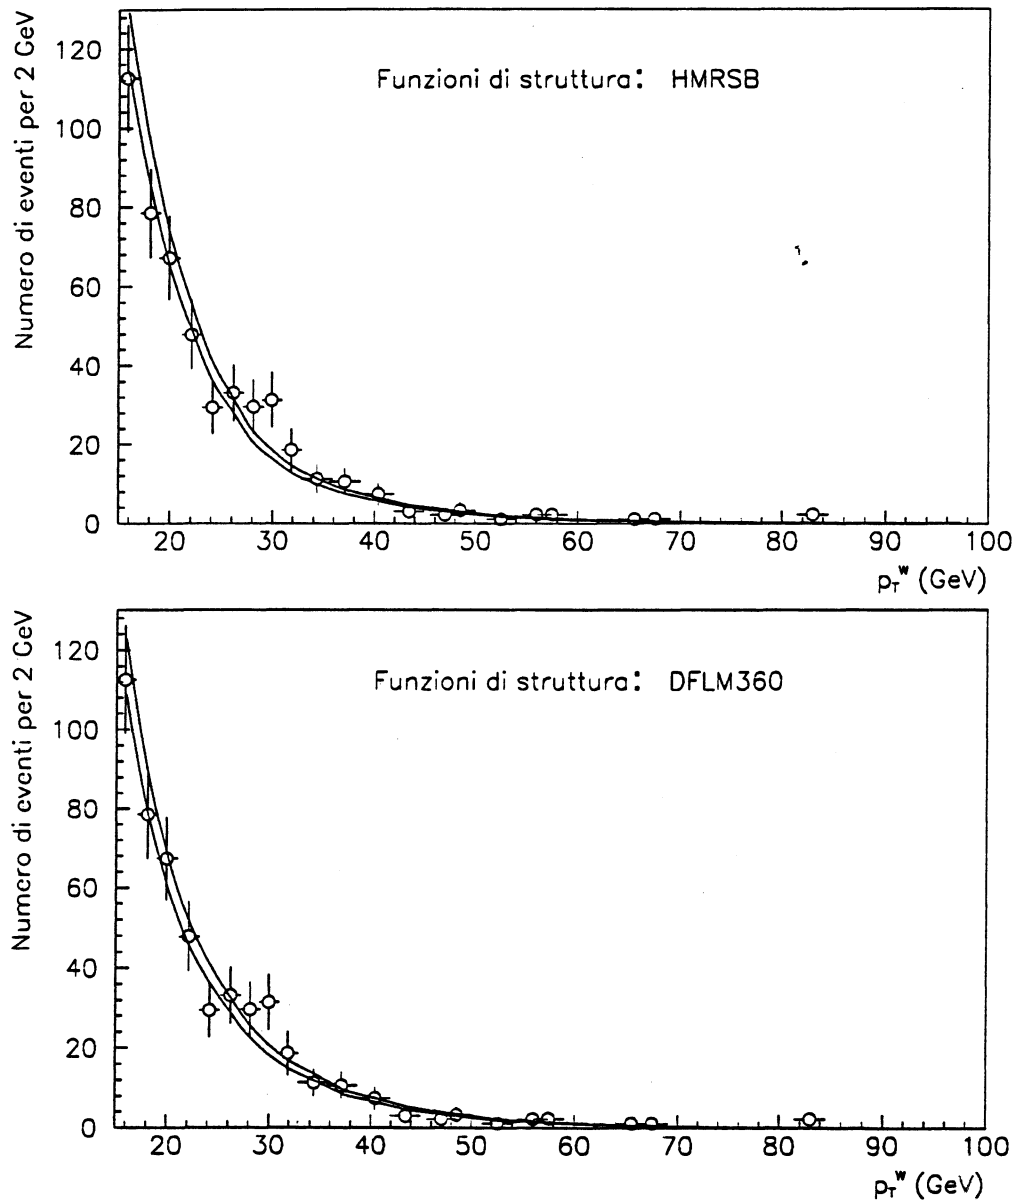 Numero di eventi per 2 GeV
120
100
80
60
40
20
0
Funzioni di struttura: HMRSB
20 30 40 50 60 70 80 90 100
p_T^w (GeV)
Numero di eventi per 2 GeV
120
100
80
60
40
20
0
Funzioni di struttura: DFLM360
20 30 40 50 60 70 80 90 100
p_T^w (GeV)